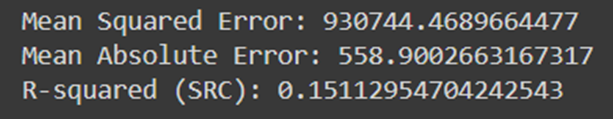 Mean Squared Error: 930744.4689664477
Mean Absolute Error: 558.9002663167317
R-squared (SRC): 0.15112954704242543